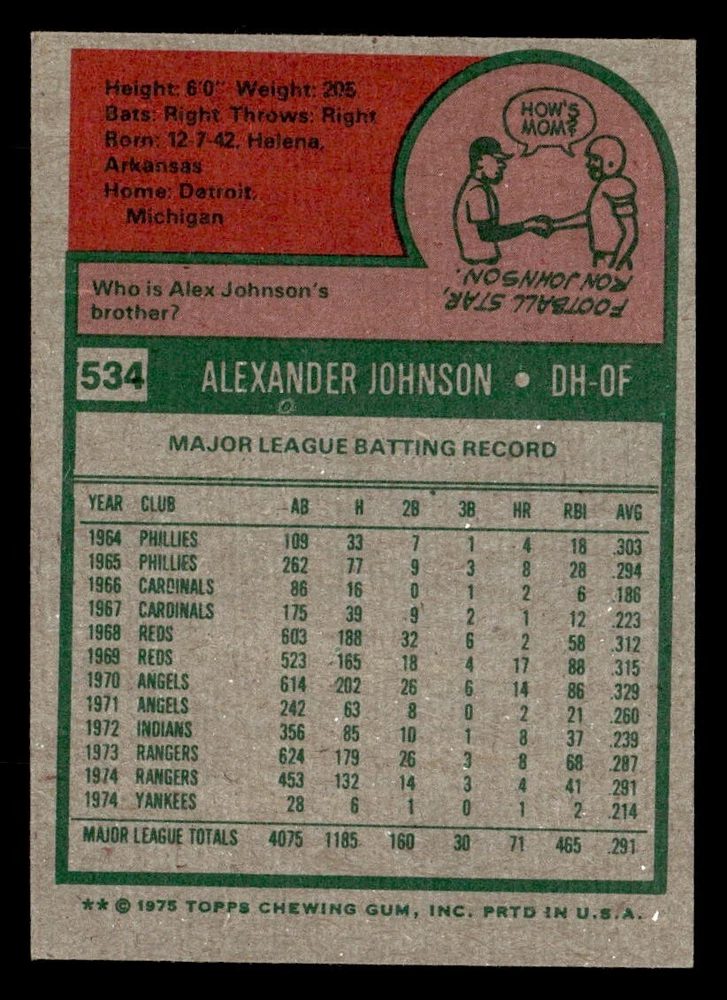 Height: 6'0" Weight: 205
Bats: Right Throws: Right
Born: 12-7-42, Helena,
Arkansas
Home: Detroit,
Michigan
HOW'S
MOM?
Who is Alex Johnson's
brother?
FOOTBALL STAR,
RON JOHNSON.
534 ALEXANDER JOHNSON • DH-OF
MAJOR LEAGUE BATTING RECORD
YEAR CLUB AB H 2B 3B HR RBI AVG
1964 PHILLIES 109 33 7 1 4 18 .303
1965 PHILLIES 262 77 9 3 8 28 .294
1966 CARDINALS 86 16 0 1 2 6 .186
1967 CARDINALS 175 39 9 2 1 12 .223
1968 REDS 603 188 32 6 2 58 .312
1969 REDS 523 165 18 4 17 88 .315
1970 ANGELS 614 202 26 6 14 86 .329
1971 ANGELS 242 63 8 0 2 21 .260
1972 INDIANS 356 85 10 1 8 37 .239
1973 RANGERS 624 179 26 3 8 68 .287
1974 RANGERS 453 132 14 3 4 41 .291
1974 YANKEES 28 6 1 0 1 2 .214
MAJOR LEAGUE TOTALS 4075 1185 160 30 71 465 .291
** © 1975 TOPPS CHEWING GUM, INC. PRTD IN U.S.A.